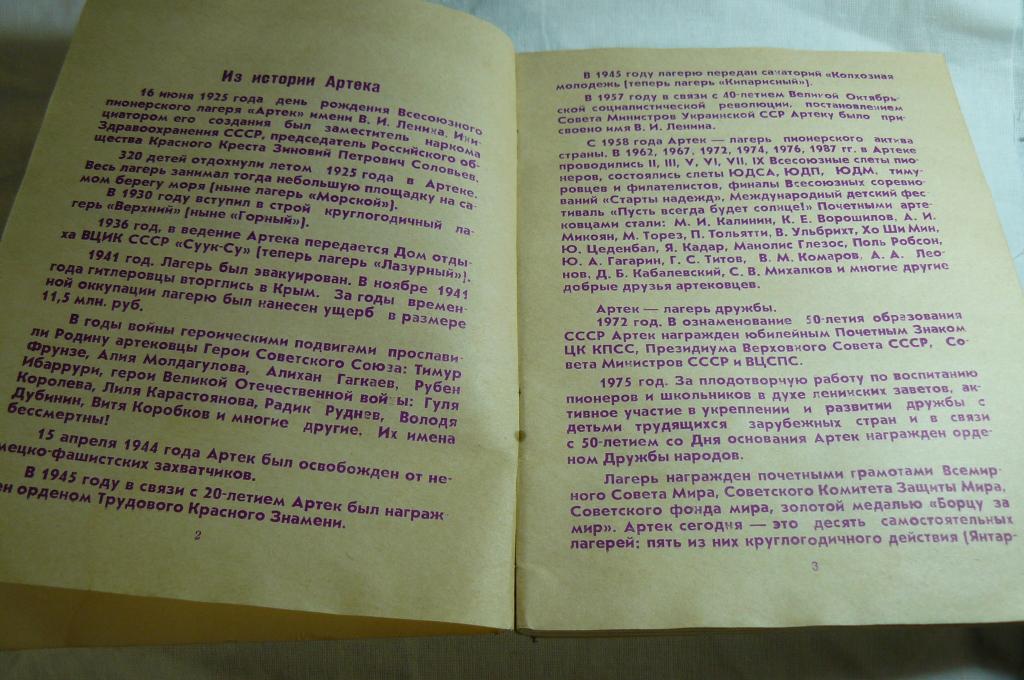 Из истории Артека
16 июня 1925 года день рождения Всесоюзного
пионерского лагеря «Артек» имени В. И. Ленина. Ини-
циатором его создания был заместитель наркома
Здравоохранения СССР, председатель Российского об-
щества Красного Креста Зиновий Петрович Соловьев.
320 детей отдохнули летом 1925 года в Артеке.
Весь лагерь занимал тогда небольшую площадку на са-
мом берегу моря [ныне лагерь «Морской»].
В 1930 году вступил в строй круглогодичный ла-
герь «Верхний» [ныне «Горный»].
1936 год, в ведение Артека передается Дом отды-
ха ВЦИК СССР «Суук-Су» [теперь лагерь «Лазурный»].
1941 год. Лагерь был эвакуирован. В ноябре 1941
года гитлеровцы вторглись в Крым. За годы времен-
ной оккупации лагерю был нанесен ущерб в размере
11,5 млн. руб.
В годы войны героическими подвигами прослави-
ли Родину артековцы Герои Советского Союза: Тимур
Фрунзе, Алия Молдагулова, Алихан Гагкаев, Рубен
Ибаррури, герои Великой Отечественной войны: Гуля
Королева, Лиля Карастоянова, Радик Руднев, Володя
Дубинин, Витя Коробков и многие другие. Их имена
бессмертны!
15 апреля 1944 года Артек был освобожден от не-
мецко-фашистских захватчиков.
В 1945 году в связи с 20-летием Артек был награж-
ен орденом Трудового Красного Знамени.
2
В 1945 году лагерю передан санаторий «Колхозная
молодежь» [теперь лагерь «Кипарисный»].
В 1957 году в связи с 40-летием Великой Октябрь-
ской социалистической революции, постановлением
Совета Министров Украинской ССР Артеку было при-
своено имя В. И. Ленина.
С 1958 года Артек — лагерь пионерского актива
страны. В 1962, 1967, 1972, 1974, 1976, 1987 гг. в Артеке
проводились II, III, V, VI, VII, IX Всесоюзные слеты пио-
неров, состоялись слеты ЮДСА, ЮДП, ЮДМ. тиму-
ровцев и филателистов, финалы Всесоюзных соревно-
ваний «Старты надежд», Международный детский фес-
тиваль «Пусть всегда будет солнце!» Почетными арте-
ковцами стали: М. И. Калинин, К. Е. Ворошилов, А. И.
Микоян, М. Торез, П. Тольятти, В. Ульбрихт, Хо Ши Мин,
Ю. Цеденбал, Я. Кадар, Манолис Глезос, Поль Робсон,
Ю. А. Гагарин, Г. С. Титов, В. М. Комаров, А. А. Лео-
нов, Д. Б. Кабалевский, С. В. Михалков и многие другие
добрые друзья артековцев.
Артек — лагерь дружбы.
1972 год. В ознаменование 50-летия образования
СССР Артек награжден юбилейным Почетным Знаком
ЦК КПСС, Президиума Верховного Совета СССР, Со-
вета Министров СССР и ВЦСПС.
1975 год. За плодотворную работу по воспитанию
пионеров и школьников в духе ленинских заветов, ак-
тивное участие в укреплении и развитии дружбы с
детьми трудящихся зарубежных стран и в связи
с 50-летием со Дня основания Артек награжден орде-
ном Дружбы народов.
Лагерь награжден почетными грамотами Всемир-
ного Совета Мира, Советского Комитета Защиты Мира,
Советского фонда мира, золотой медалью «Борцу за
мир». Артек сегодня — это десять самостоятельных
лагерей: пять из них круглогодичного действия [Янтар-
3